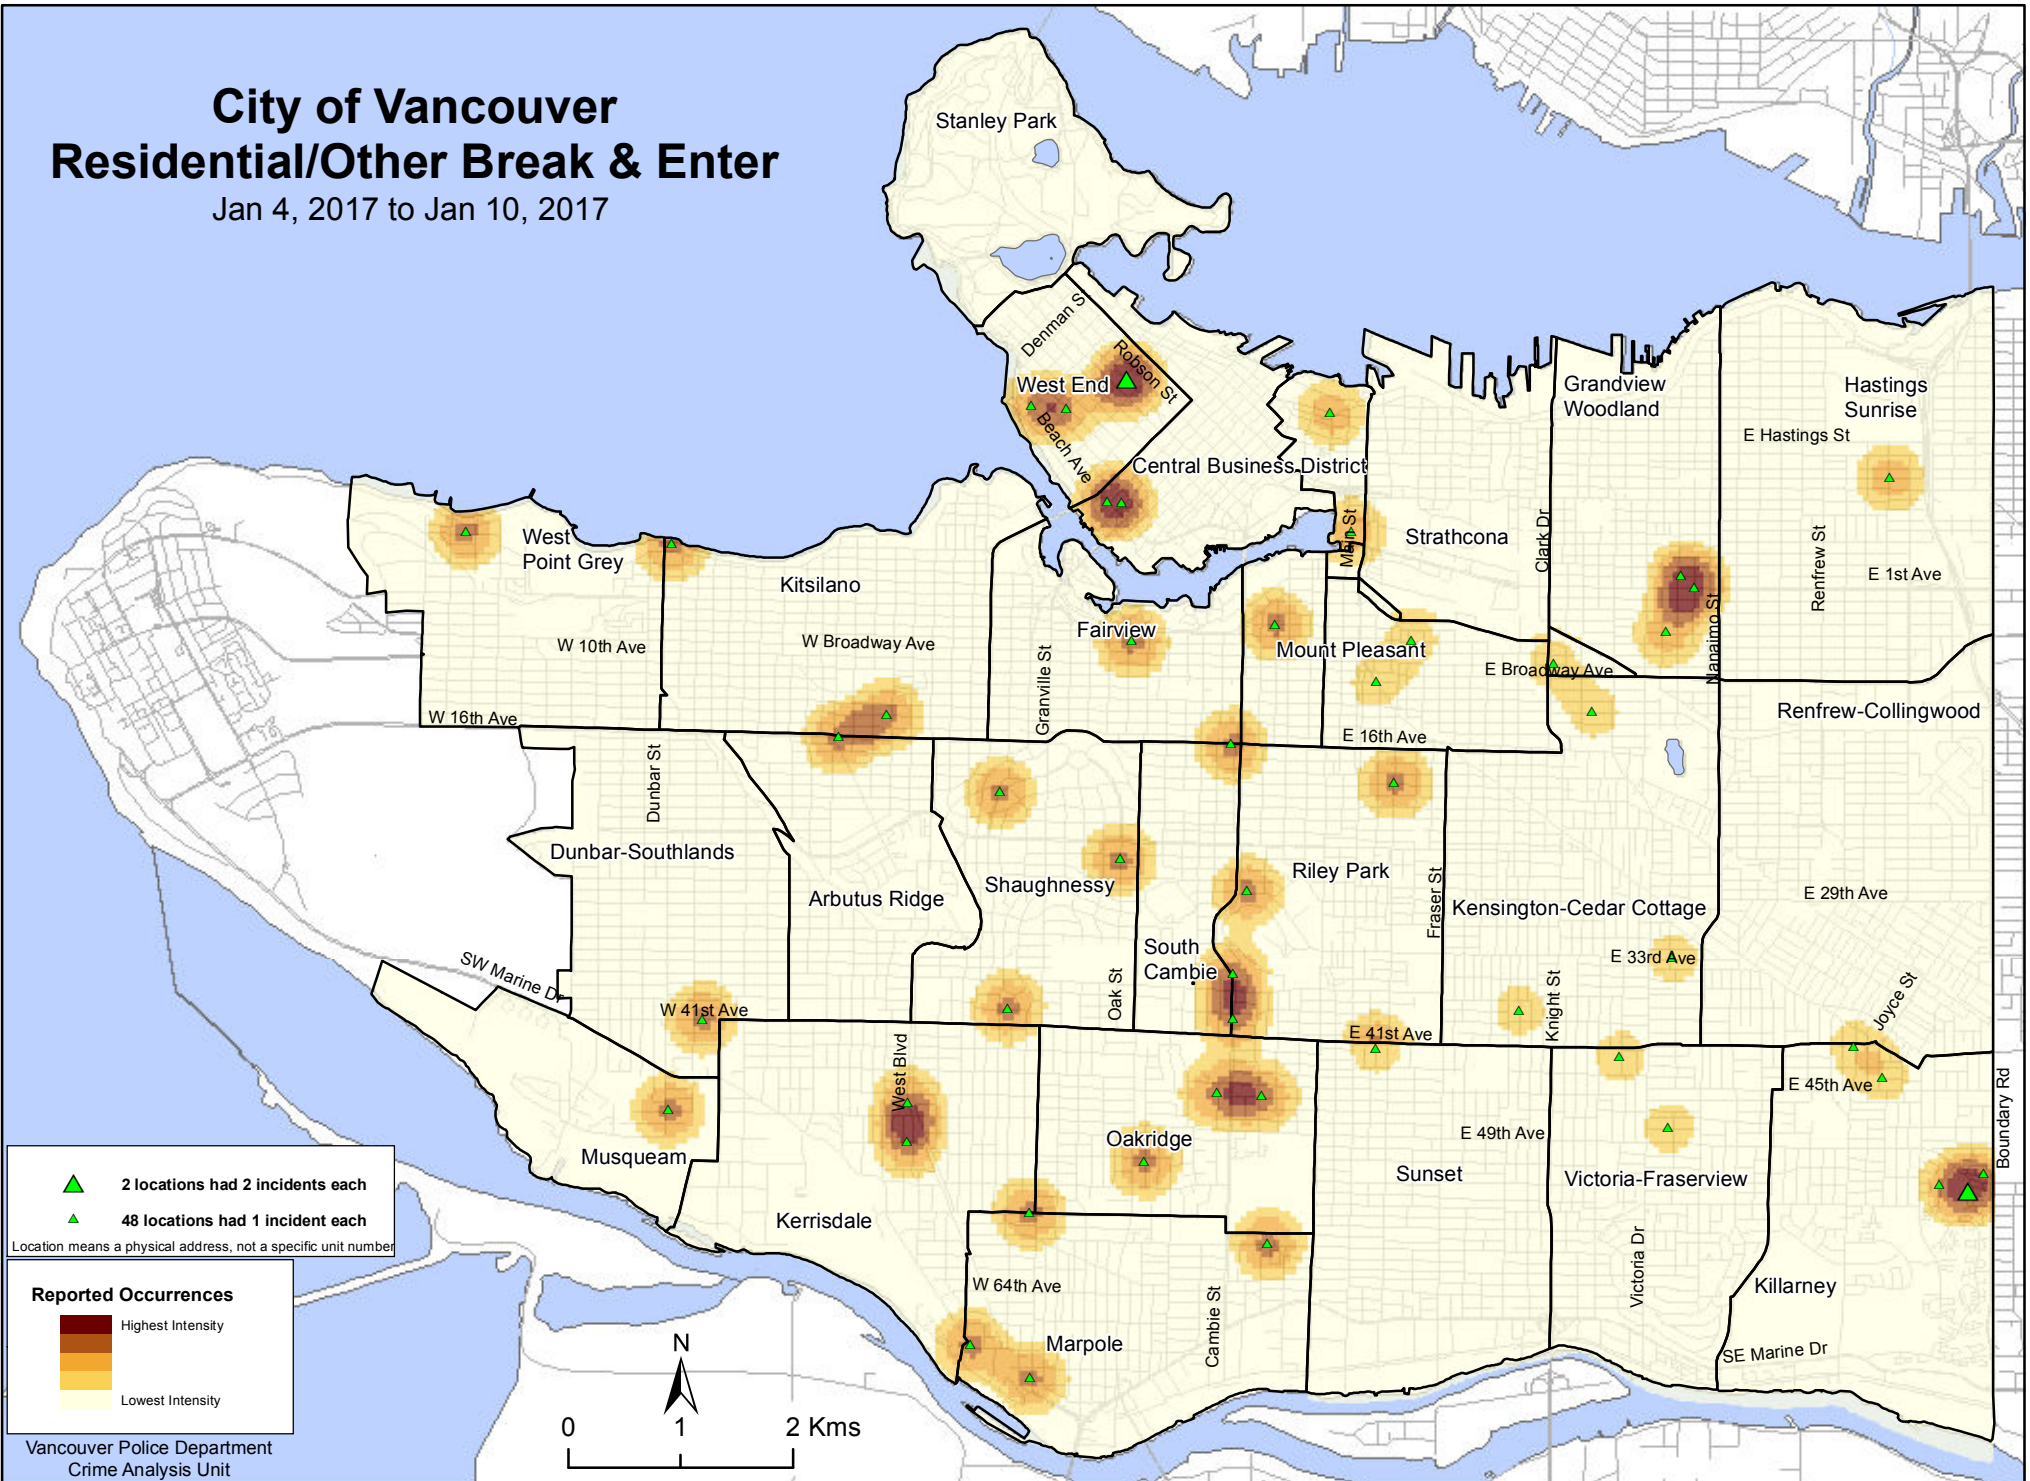 City of Vancouver
Residential/Other Break & Enter
Jan 4, 2017 to Jan 10, 2017
Stanley Park
Denman S
Robson St
West End
Beach Ave
Central Business District
Grandview
Woodland
Hastings
Sunrise
E Hastings St
Main St
Strathcona
Clark Dr
Nanaimo St
Renfrew St
E 1st Ave
West
Point Grey
Kitsilano
W 10th Ave
W Broadway Ave
Fairview
Granville St
Mount Pleasant
E Broadway Ave
W 16th Ave
E 16th Ave
Renfrew-Collingwood
Dunbar St
Dunbar-Southlands
Arbutus Ridge
Shaughnessy
Riley Park
Fraser St
Kensington-Cedar Cottage
E 29th Ave
South
Cambie
Oak St
E 33rd Ave
SW Marine Dr
W 41st Ave
E 41st Ave
Knight St
Joyce St
West Blvd
E 45th Ave
Boundary Rd
Oakridge
E 49th Ave
Musqueam
Sunset
Victoria-Fraserview
Kerrisdale
W 64th Ave
Victoria Dr
Killarney
Marpole
Cambie St
SE Marine Dr
2 locations had 2 incidents each
48 locations had 1 incident each
Location means a physical address, not a specific unit number
Reported Occurrences
Highest Intensity
Lowest Intensity
N
0 1 2 Kms
Vancouver Police Department
Crime Analysis Unit